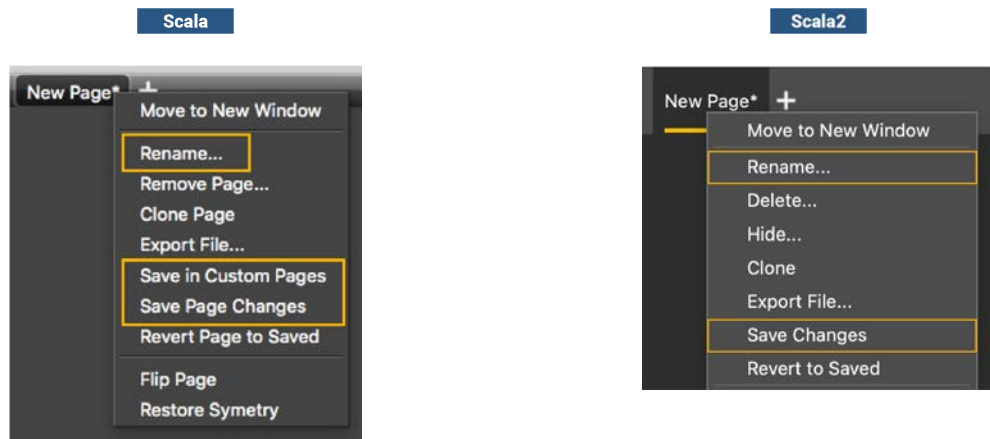 Scala
New Page*
+
Move to New Window
Rename...
Remove Page...
Clone Page
Export File...
Save in Custom Pages
Save Page Changes
Revert Page to Saved
Flip Page
Restore Symetry
Scala2
New Page*
+
Move to New Window
Rename...
Delete...
Hide...
Clone
Export File...
Save Changes
Revert to Saved